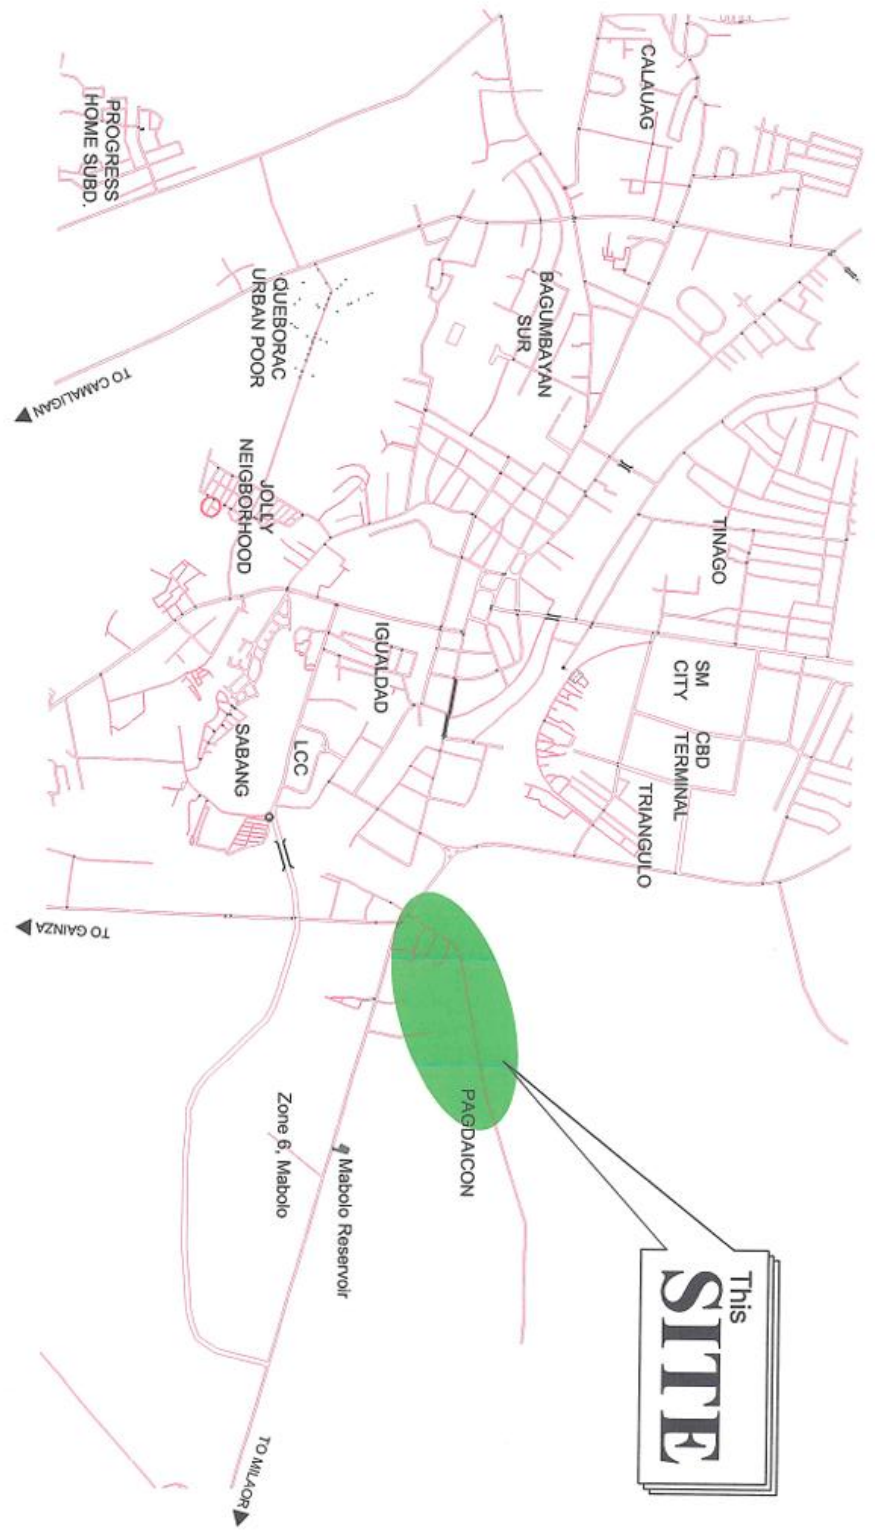 This
SITE
TINAGO
SM
CITY
CBD
TERMINAL
CALAUAG
TRIANGULO
BAGUMBAYAN
SUR
PAGDAICON
IGUALDAD
Mabolo Reservoir
LCC
Zone 6, Mabolo
QUEBORAC
URBAN POOR
JOLLY
NEIGBORHOOD
SABANG
TO MILAOR
PROGRESS
HOME SUBD.
TO CAMALIGAN
TO GAINZA